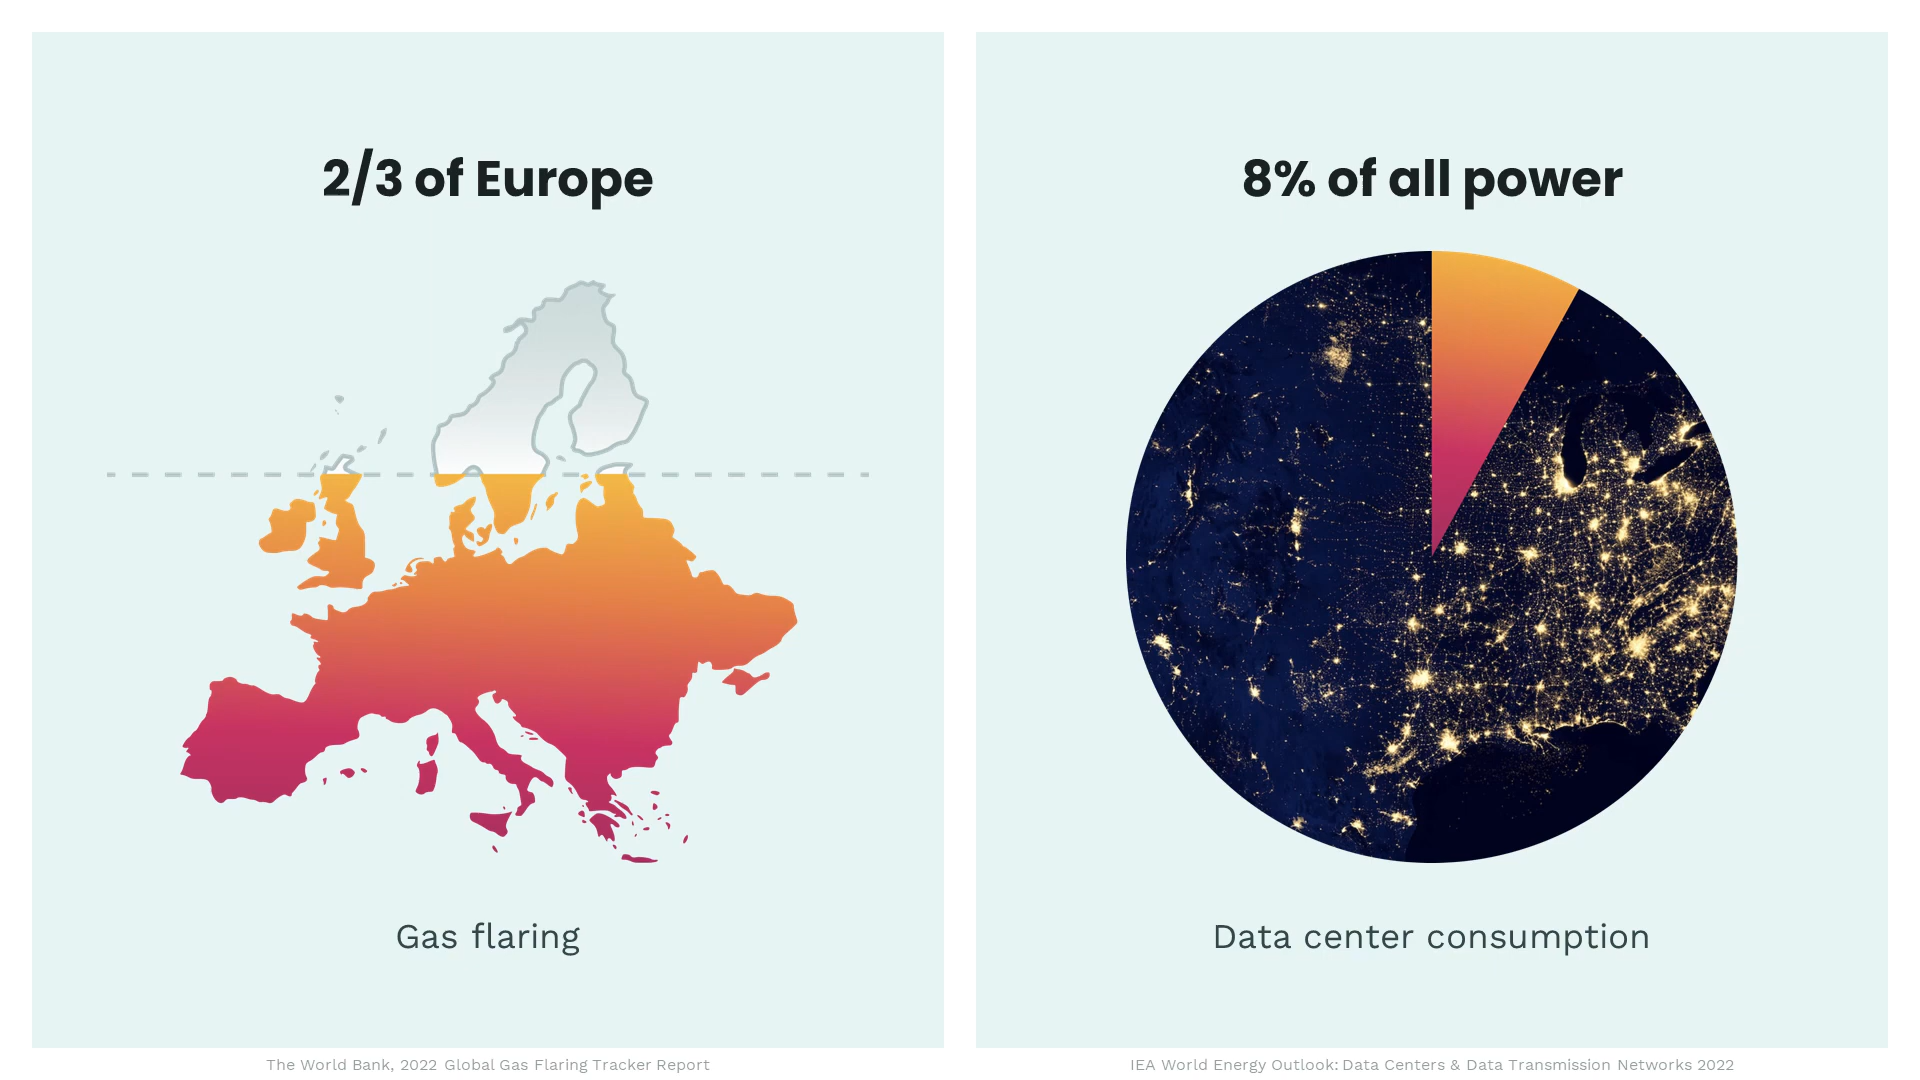 2/3 of Europe
Gas flaring
The World Bank, 2022 Global Gas Flaring Tracker Report
8% of all power
Data center consumption
IEA World Energy Outlook: Data Centers & Data Transmission Networks 2022